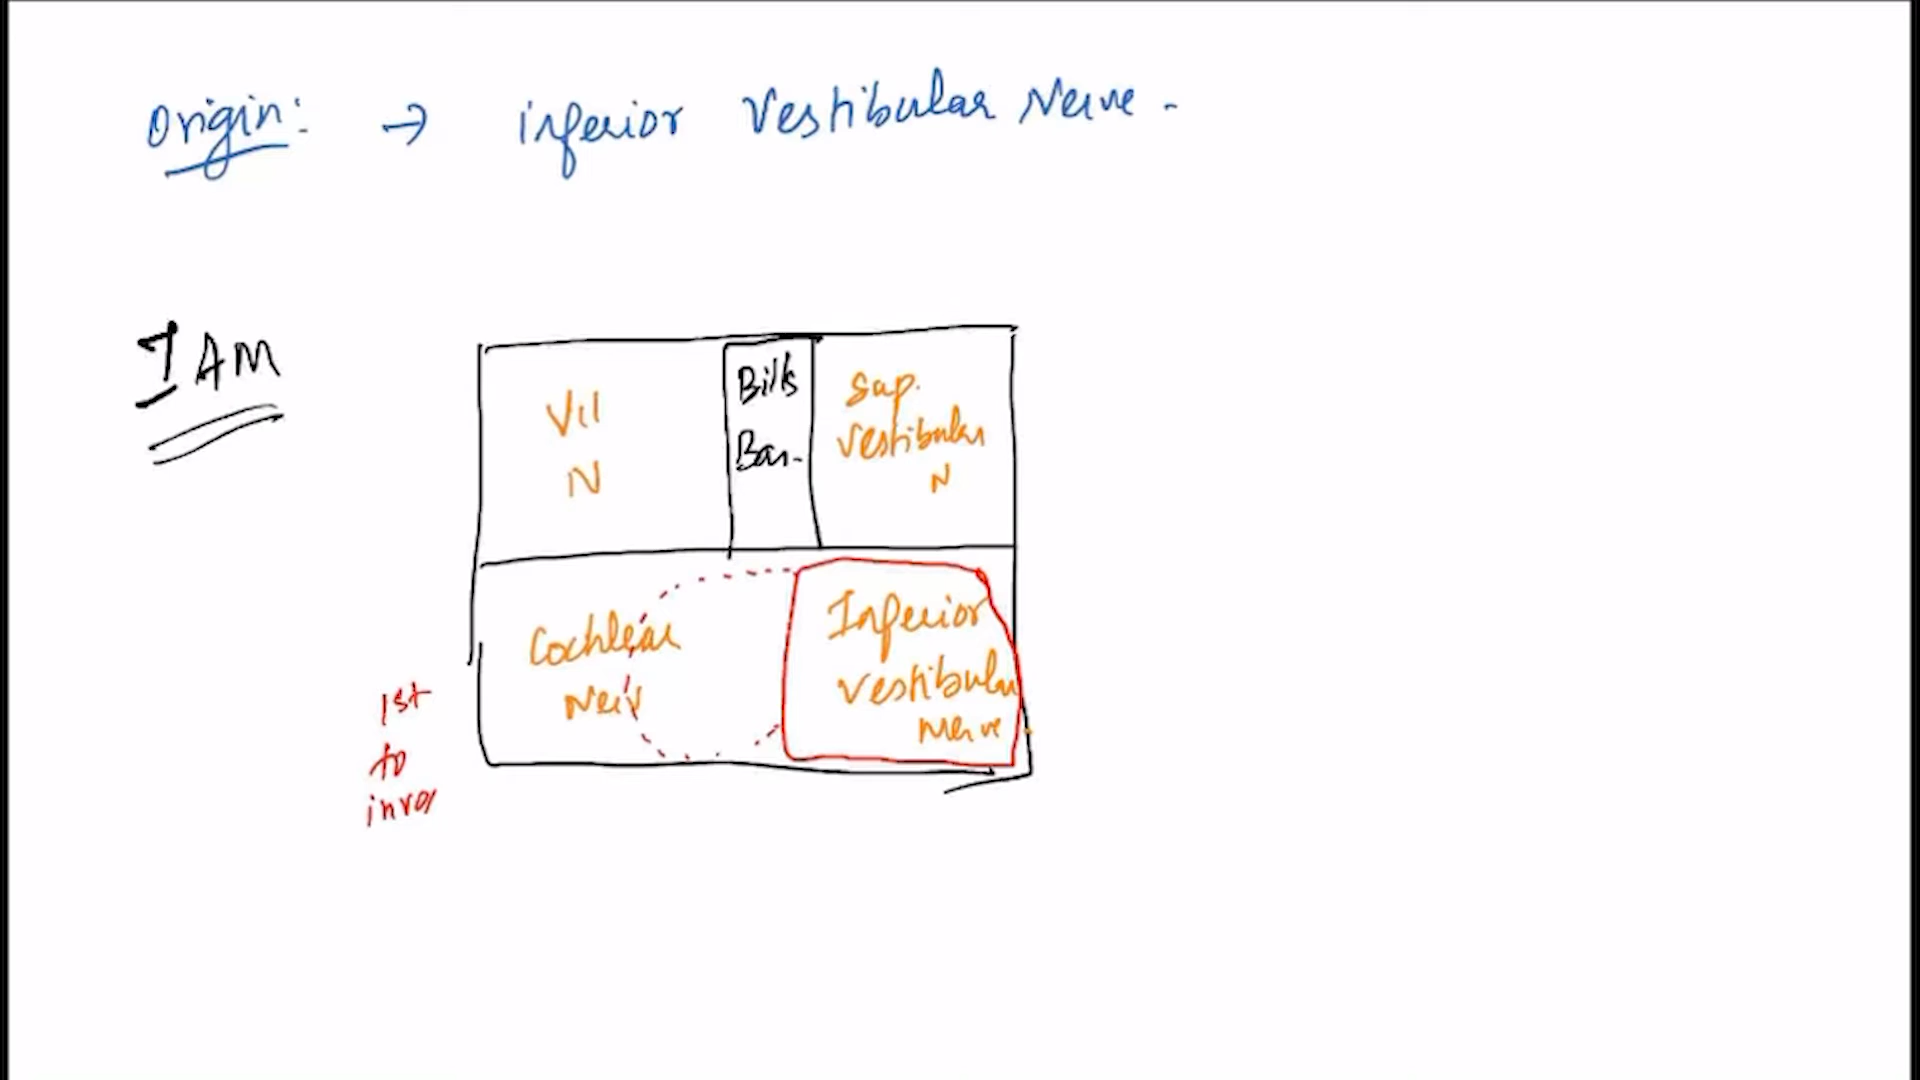 Origin: → inferior Vestibular Nerve.
IAM
VII
N
Bill's
Bar.
Sup.
Vestibular
N
Cochlear
Nerv
Inferior
vestibular
Nerve
1st
to
invol